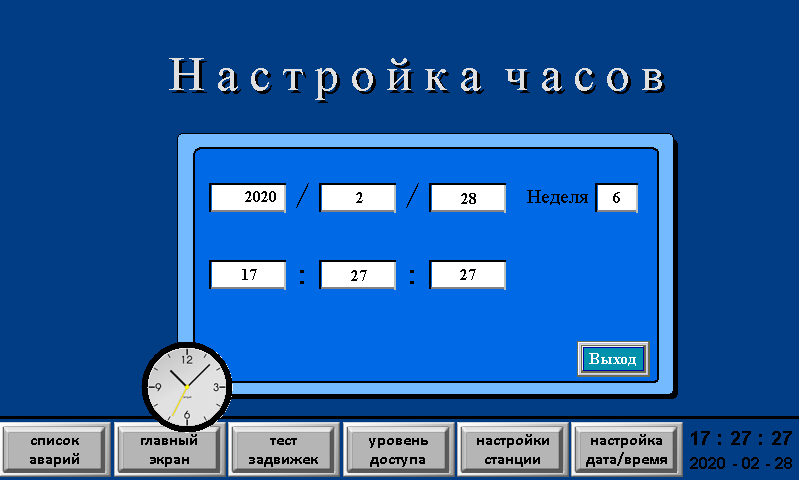 Настройка часов
2020 / 2 / 28 Неделя 6
17 : 27 : 27
Выход
12
9 3
6
список аварий
главный экран
тест задвижек
уровень доступа
настройки станции
настройка дата/время
17 : 27 : 27
2020 - 02 - 28